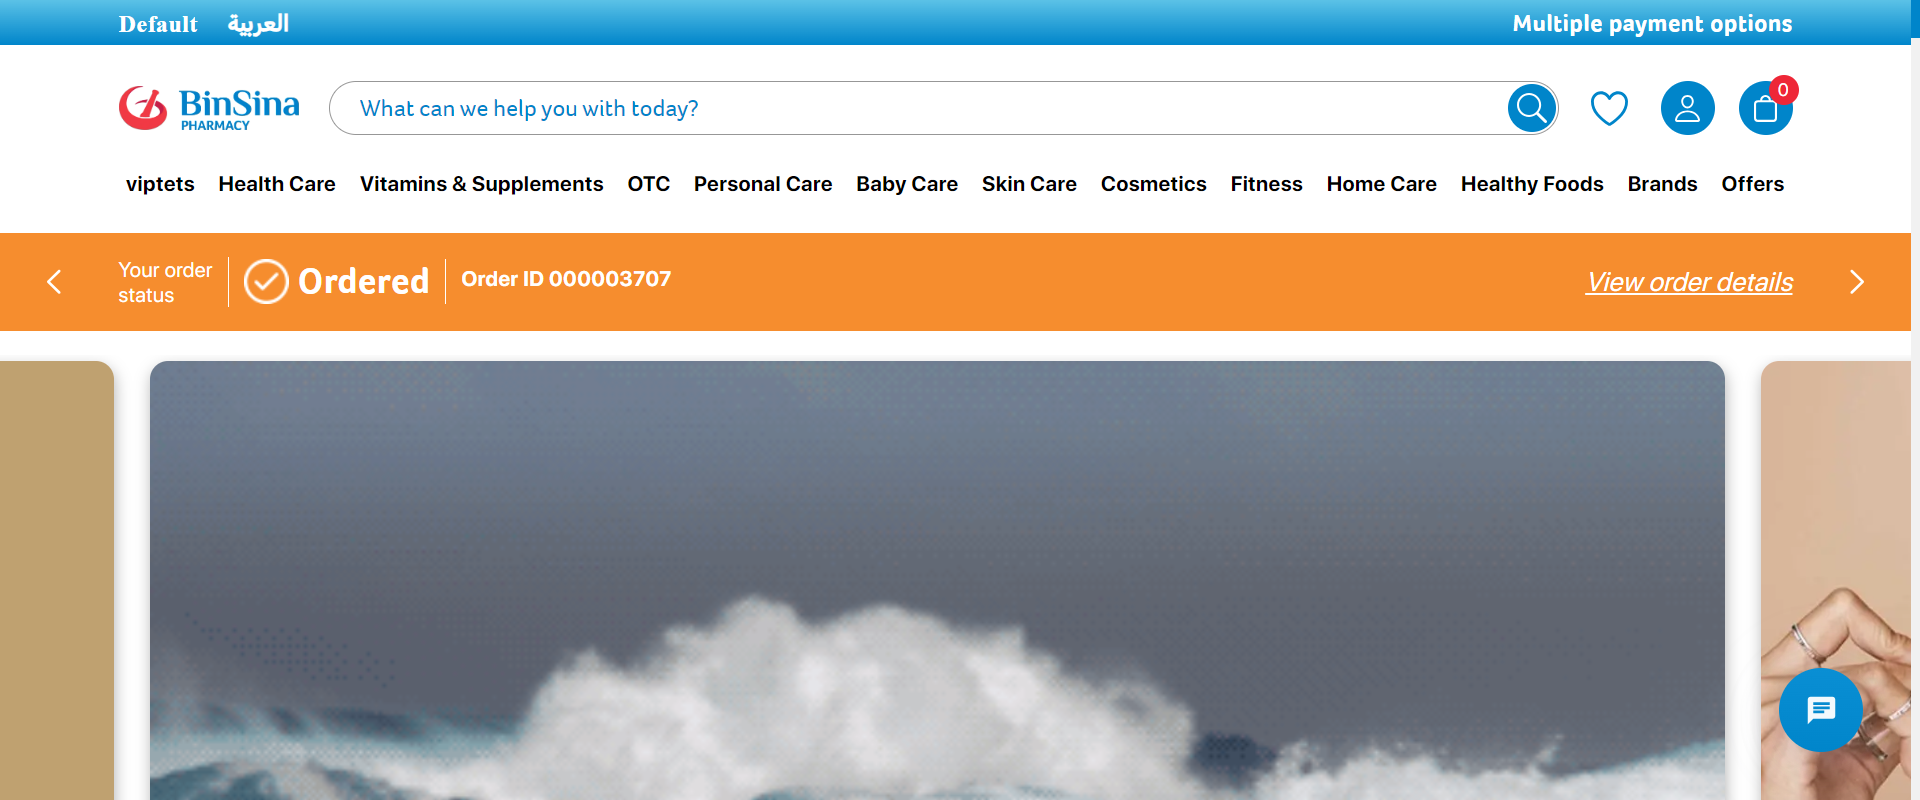 Default العربية Multiple payment options
BinSina
PHARMACY
What can we help you with today?
0
viptets Health Care Vitamins & Supplements OTC Personal Care Baby Care Skin Care Cosmetics Fitness Home Care Healthy Foods Brands Offers
Your order
status
Ordered
Order ID 000003707
View order details